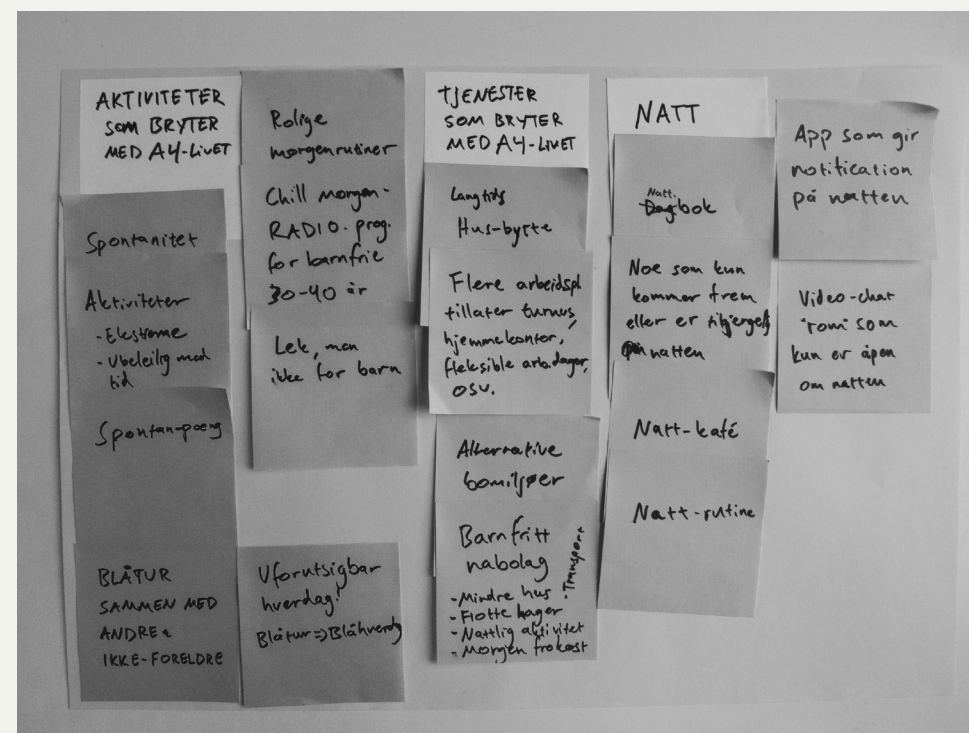 AKTIVITETER
SOM BRYTER
MED A4-LIVET
Spontanitet
Aktiviteter
- Ekstreme
- Ubeleilig med
tid
Spontan-poeng
BLÅTUR
SAMMEN MED
ANDRE
IKKE-FORELDRE
Rolige
morgenrutiner
Chill morgen-
RADIO-prog.
for barnfrie
30-40 år
Lek, men
ikke for barn
Uforutsigbar
hverdag!
Blåtur =>
TJENESTER
SOM BRYTER
MED A4-LIVET
Langtids
Hus-bytte
Flere arbeidspl
tillater turnus,
hjemmekontor,
fleksible arb.dager,
osv.
Alternative
bomiljøer
Barnfritt
nabolag
- Mindre hus
- Flotte hager
- Nattlig aktivitet
- Morgen frokost
- Transport
NATT
Natt.
Dagbok
Noe som kun
kommer frem
eller er
natten
Natt-kafé
Natt-rutine
App som gir
notification
på natten
Video-chat
"rom" som
kun er åpen
om natten